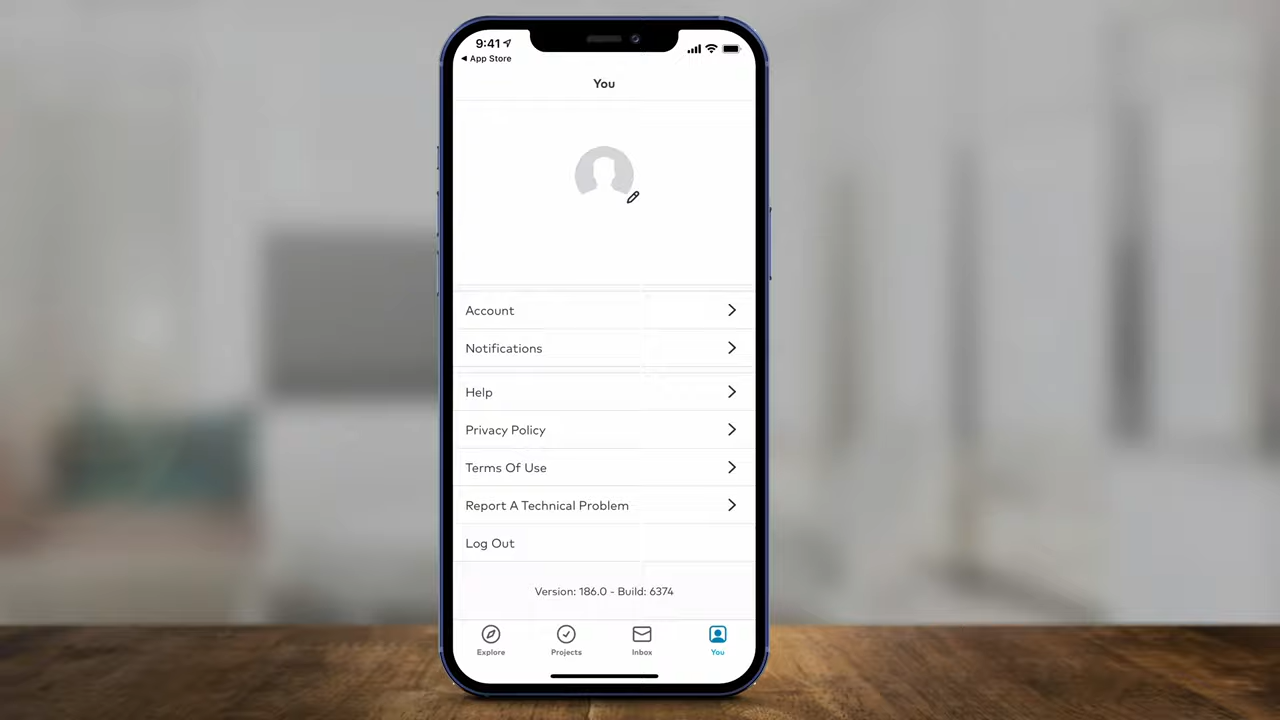 9:41
◀ App Store
You
Account
Notifications
Help
Privacy Policy
Terms Of Use
Report A Technical Problem
Log Out
Version: 186.0 - Build: 6374
Explore
Projects
Inbox
You